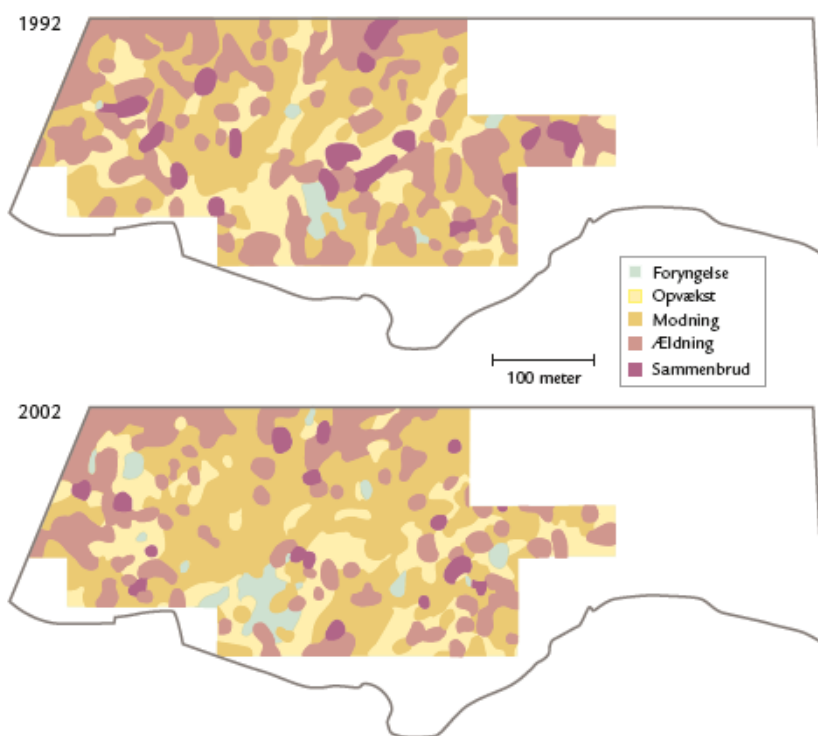 1992
Foryngelse
Opvækst
Modning
Ældning
Sammenbrud
100 meter
2002